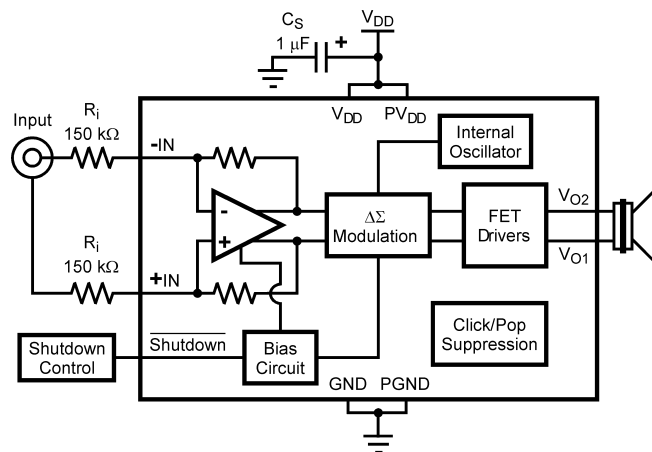 C_S
1 µF
+
V_DD
V_DD
PV_DD
Input
R_i
150 kΩ
-IN
Internal
Oscillator
-
+
ΔΣ
Modulation
FET
Drivers
V_O2
V_O1
R_i
150 kΩ
+IN
Click/Pop
Suppression
Shutdown
Control
Shutdown
Bias
Circuit
GND
PGND